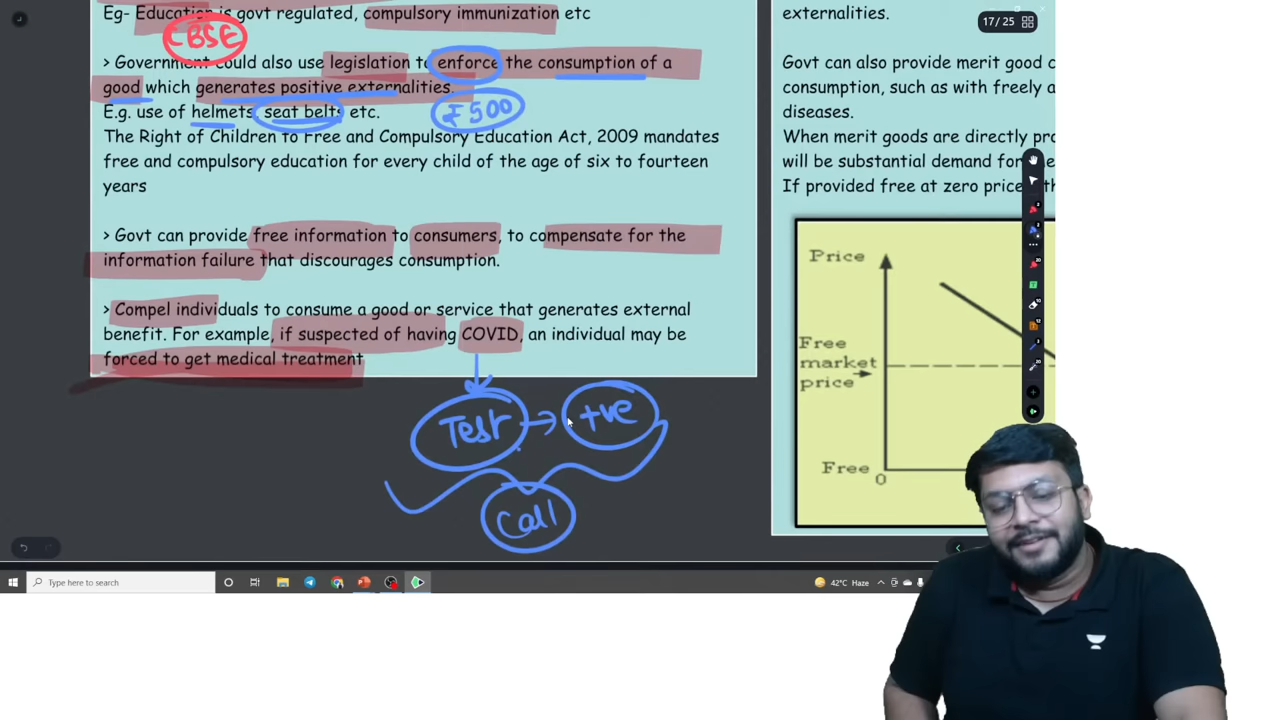 Eg- Education is govt regulated, compulsory immunization etc
CBSE
> Government could also use legislation to enforce the consumption of a
good which generates positive externalities.
E.g. use of helmets, seat belts etc.
₹500
The Right of Children to Free and Compulsory Education Act, 2009 mandates
free and compulsory education for every child of the age of six to fourteen
years
> Govt can provide free information to consumers, to compensate for the
information failure that discourages consumption.
> Compel individuals to consume a good or service that generates external
benefit. For example, if suspected of having COVID, an individual may be
forced to get medical treatment
Test → +ve
Call
externalities.
17 / 25
Govt can also provide merit good
consumption, such as with freely
diseases.
When merit goods are directly
will be substantial demand for
If provided free at zero price
Price
Free
market
price
Free
0
Type here to search
42°C Haze